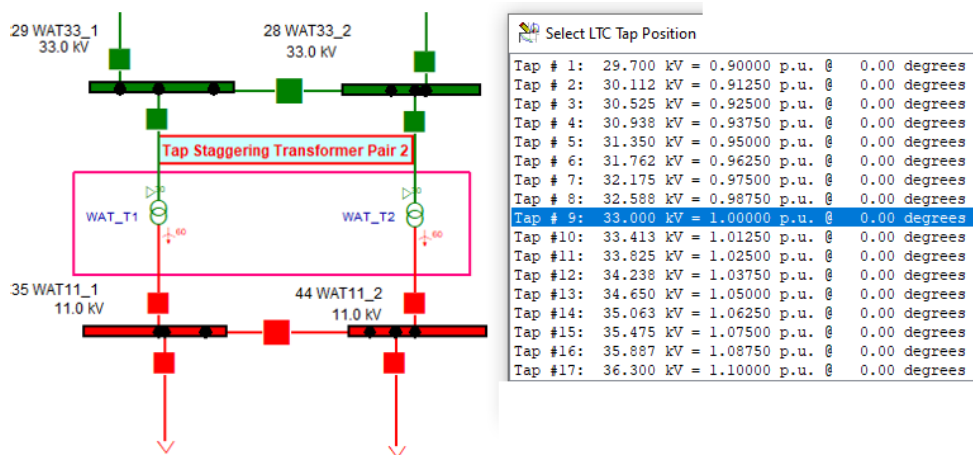 29 WAT33_1
33.0 kV
28 WAT33_2
33.0 kV
Tap Staggering Transformer Pair 2
WAT_T1
30
60
WAT_T2
30
60
35 WAT11_1
11.0 kV
44 WAT11_2
11.0 kV
Select LTC Tap Position
Tap # 1: 29.700 kV = 0.90000 p.u. @ 0.00 degrees
Tap # 2: 30.112 kV = 0.91250 p.u. @ 0.00 degrees
Tap # 3: 30.525 kV = 0.92500 p.u. @ 0.00 degrees
Tap # 4: 30.938 kV = 0.93750 p.u. @ 0.00 degrees
Tap # 5: 31.350 kV = 0.95000 p.u. @ 0.00 degrees
Tap # 6: 31.762 kV = 0.96250 p.u. @ 0.00 degrees
Tap # 7: 32.175 kV = 0.97500 p.u. @ 0.00 degrees
Tap # 8: 32.588 kV = 0.98750 p.u. @ 0.00 degrees
Tap # 9: 33.000 kV = 1.00000 p.u. @ 0.00 degrees
Tap #10: 33.413 kV = 1.01250 p.u. @ 0.00 degrees
Tap #11: 33.825 kV = 1.02500 p.u. @ 0.00 degrees
Tap #12: 34.238 kV = 1.03750 p.u. @ 0.00 degrees
Tap #13: 34.650 kV = 1.05000 p.u. @ 0.00 degrees
Tap #14: 35.063 kV = 1.06250 p.u. @ 0.00 degrees
Tap #15: 35.475 kV = 1.07500 p.u. @ 0.00 degrees
Tap #16: 35.887 kV = 1.08750 p.u. @ 0.00 degrees
Tap #17: 36.300 kV = 1.10000 p.u. @ 0.00 degrees